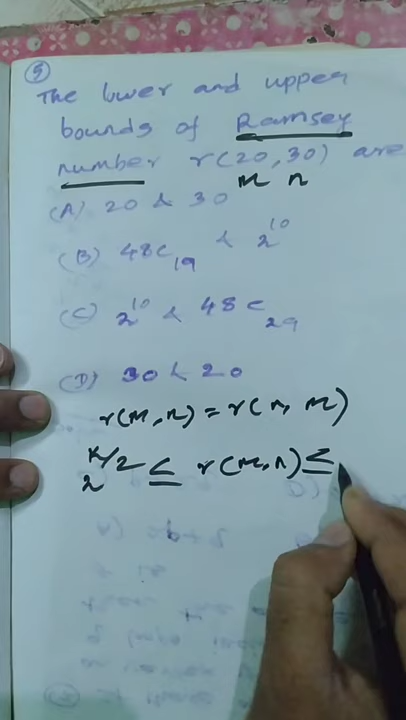 5
The lower and upper
bounds of Ramsey
number r(20,30) are
m n
(A) 20 & 30
(B) 48C19 & 2^10
(C) 2^10 & 48C29
(D) 30 & 20
r(m,n) = r(n, m)
2^k/2 ≤ r(m,n) ≤